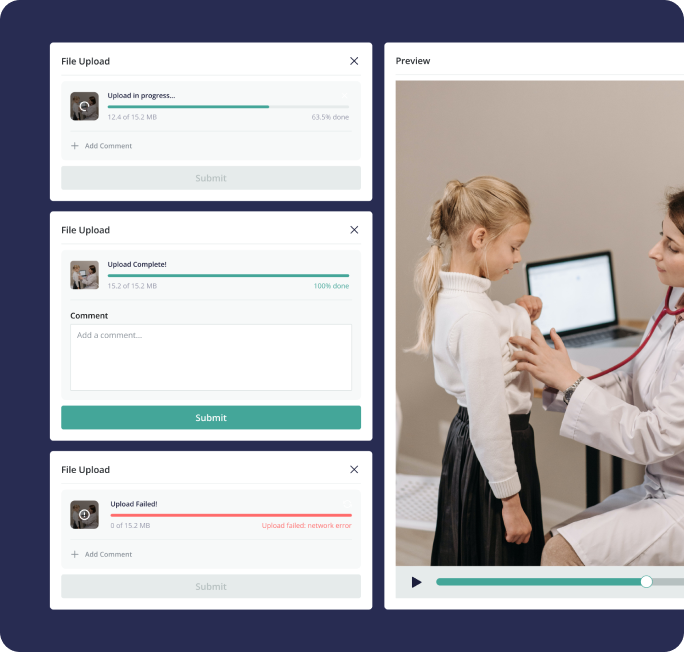 File Upload
Upload in progress...
12.4 of 15.2 MB
63.5% done
Add Comment
Submit
File Upload
Upload Complete!
15.2 of 15.2 MB
100% done
Comment
Add a comment...
Submit
File Upload
Upload Failed!
0 of 15.2 MB
Upload failed: network error
Add Comment
Submit
Preview